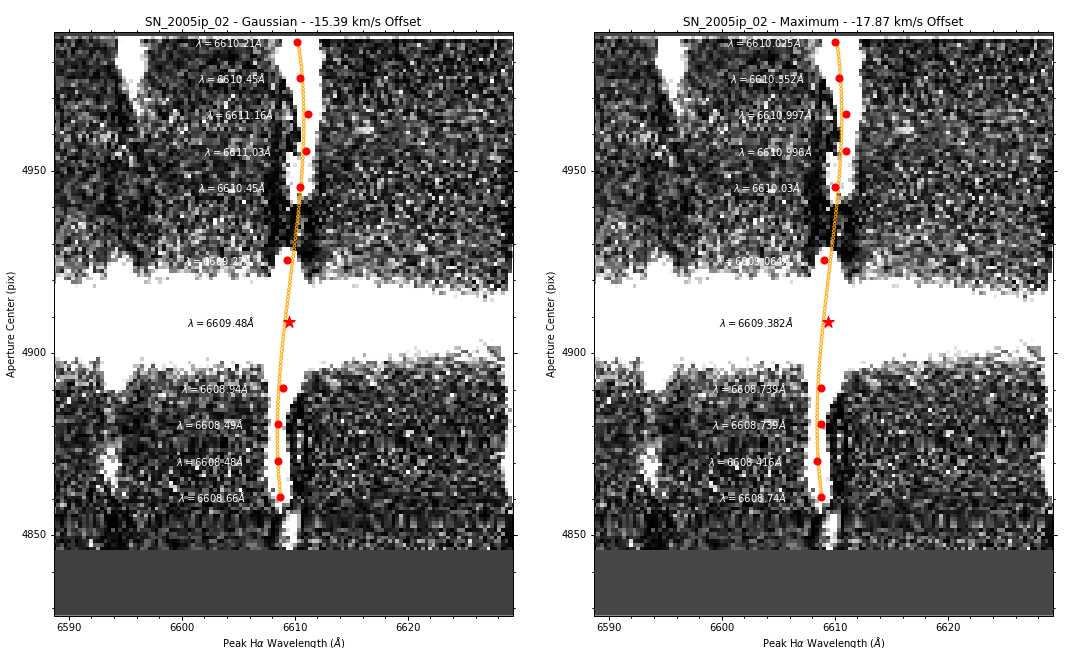 SN_2005ip_02 - Gaussian - -15.39 km/s Offset
λ = 6610.21Å
λ = 6610.45Å
λ = 6611.16Å
λ = 6611.03Å
4950
λ = 6610.45Å
λ = 6609.48Å
4900
λ = 6608.94Å
λ = 6608.49Å
λ = 6608.48Å
λ = 6608.66Å
4850
Aperture Center (pix)
6590 6600 6610 6620
Peak Hα Wavelength (Å)
SN_2005ip_02 - Maximum - -17.87 km/s Offset
λ = 6610.025Å
λ = 6610.352Å
λ = 6610.997Å
λ = 6610.996Å
4950
λ = 6610.03Å
λ = 6609.064Å
λ = 6609.382Å
4900
λ = 6608.739Å
λ = 6608.739Å
λ = 6608.416Å
λ = 6608.74Å
4850
Aperture Center (pix)
6590 6600 6610 6620
Peak Hα Wavelength (Å)